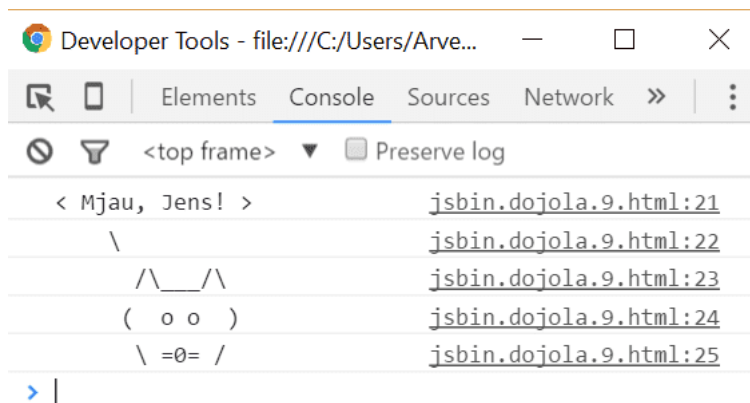 Developer Tools - file:///C:/Users/Arve...
Elements Console Sources Network »
<top frame> ▼ Preserve log
< Mjau, Jens! > jsbin.dojola.9.html:21
\ jsbin.dojola.9.html:22
/\___/\ jsbin.dojola.9.html:23
( o o ) jsbin.dojola.9.html:24
\ =0= / jsbin.dojola.9.html:25
>